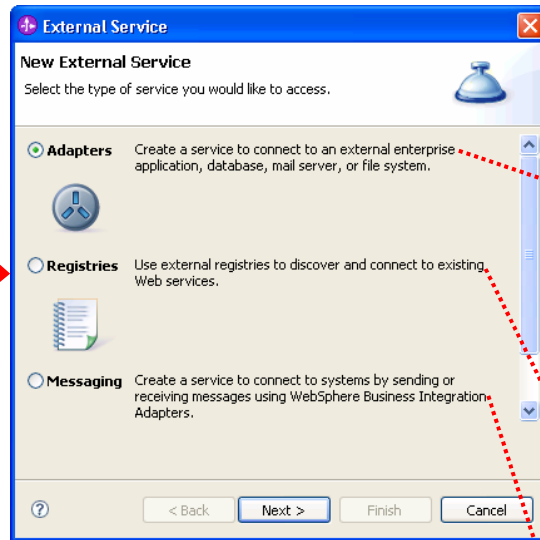 External Service
New External Service
Select the type of service you would like to access.
Adapters
Create a service to connect to an external enterprise
application, database, mail server, or file system.
Registries
Use external registries to discover and connect to existing
Web services.
Messaging
Create a service to connect to systems by sending or
receiving messages using WebSphere Business Integration
Adapters.
?
< Back
Next >
Finish
Cancel